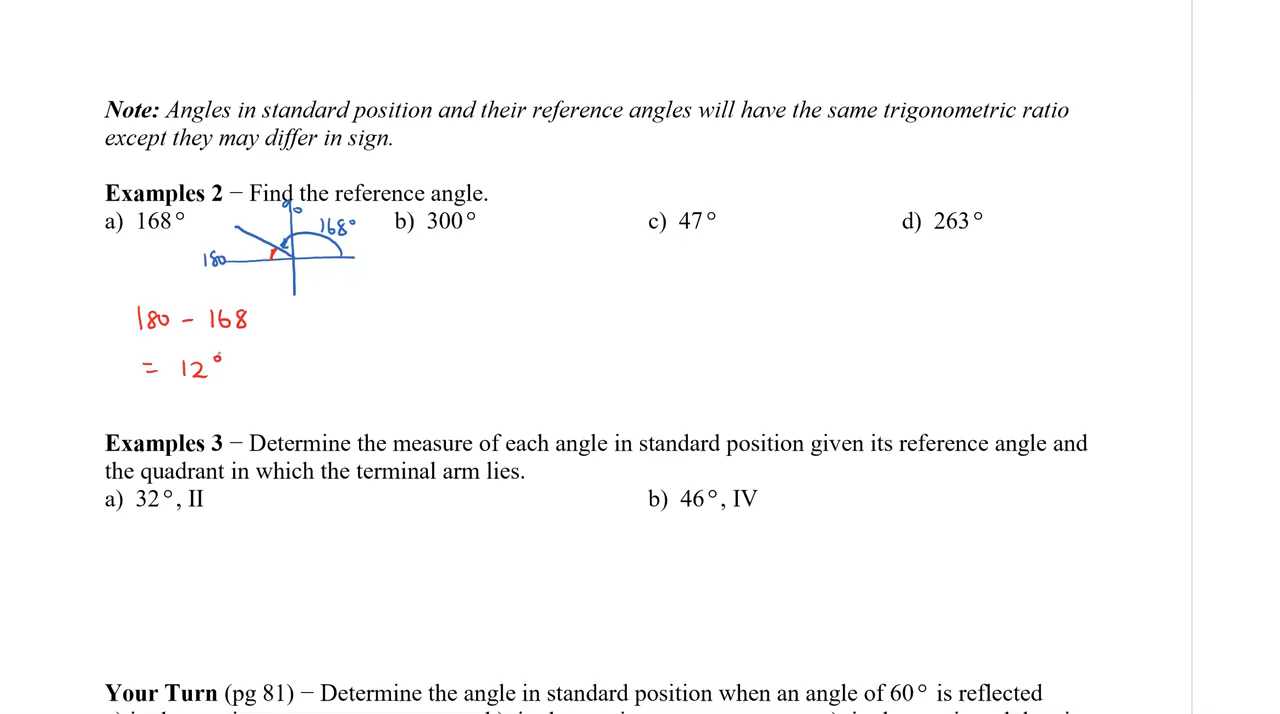 Note: Angles in standard position and their reference angles will have the same trigonometric ratio
except they may differ in sign.
Examples 2 − Find the reference angle.
a) 168° b) 300° c) 47° d) 263°
90
168°
180
180 - 168
= 12°
Examples 3 − Determine the measure of each angle in standard position given its reference angle and
the quadrant in which the terminal arm lies.
a) 32°, II b) 46°, IV
Your Turn (pg 81) − Determine the angle in standard position when an angle of 60° is reflected